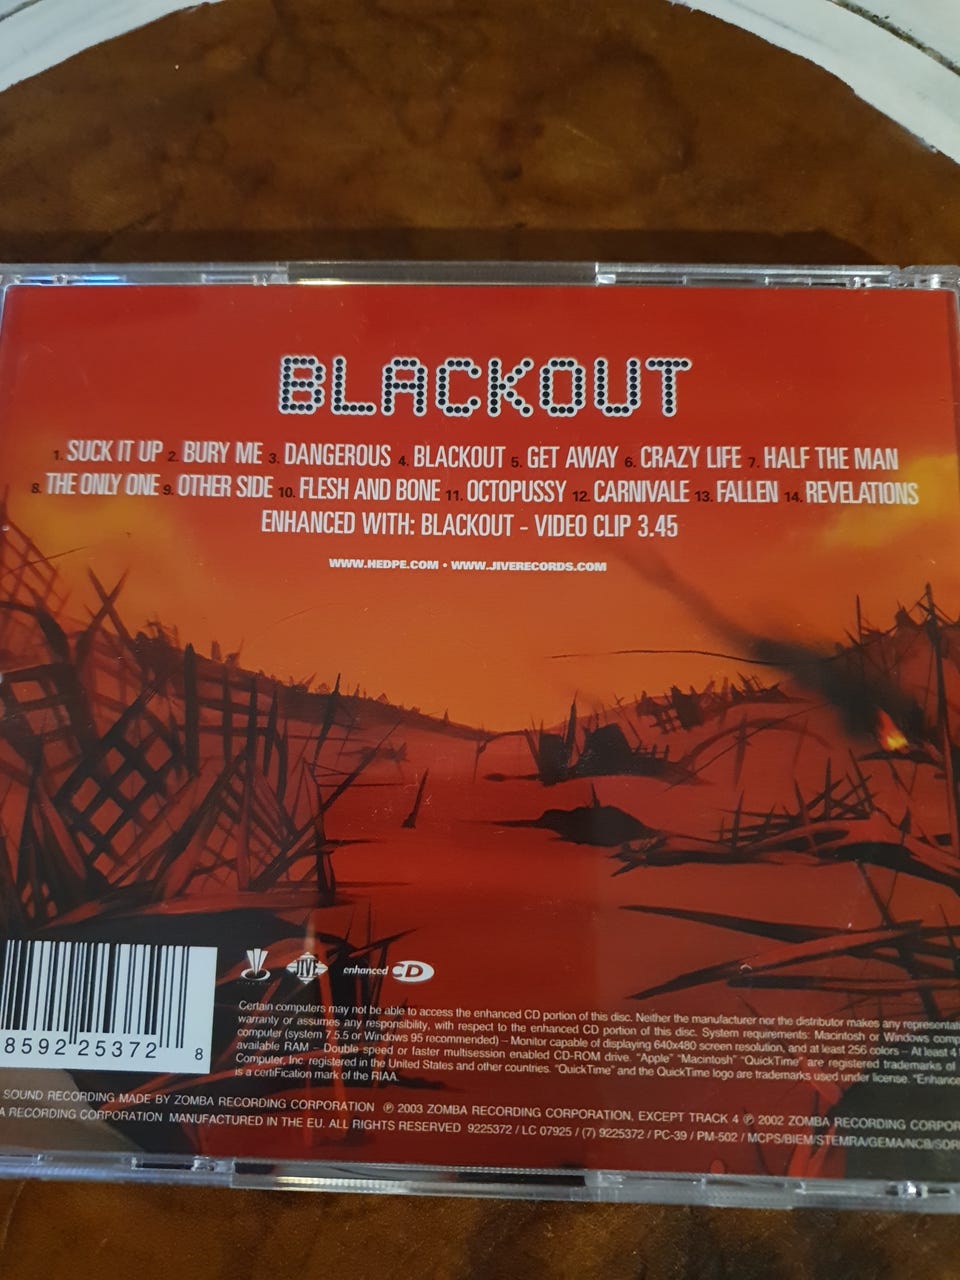 BLACKOUT
1. SUCK IT UP 2. BURY ME 3. DANGEROUS 4. BLACKOUT 5. GET AWAY 6. CRAZY LIFE 7. HALF THE MAN
8. THE ONLY ONE 9. OTHER SIDE 10. FLESH AND BONE 11. OCTOPUSSY 12. CARNIVALE 13. FALLEN 14. REVELATIONS
ENHANCED WITH: BLACKOUT - VIDEO CLIP 3.45
WWW.HEDPE.COM • WWW.JIVERECORDS.COM
JIVE
enhanced CD
Certain computers may not be able to access the enhanced CD portion of this disc. Neither the manufacturer nor the distributor makes any representati
warranty or assumes any responsibility, with respect to the enhanced CD portion of this disc. System requirements: Macintosh or Windows comp
computer (system 7.5.5 or Windows 95 recommended) – Monitor capable of displaying 640x480 screen resolution, and at least 256 colors – At least 4
available RAM – Double speed or faster multisession enabled CD-ROM drive. "Apple" "Macintosh" "QuickTime" are registered trademarks of
Computer, Inc. registered in the United States and other countries. "QuickTime" and the QuickTime logo are trademarks used under license. "Enhance
is a certiFication mark of the RIAA.
8592 25372 8
SOUND RECORDING MADE BY ZOMBA RECORDING CORPORATION ℗ 2003 ZOMBA RECORDING CORPORATION, EXCEPT TRACK 4 ℗ 2002 ZOMBA RECORDING CORPOR
A RECORDING CORPORATION MANUFACTURED IN THE EU. ALL RIGHTS RESERVED 9225372 / LC 07925 / (7) 9225372 / PC-39 / PM-502 / MCPS/BIEM/STEMRA/GEMA/NCB/SDR